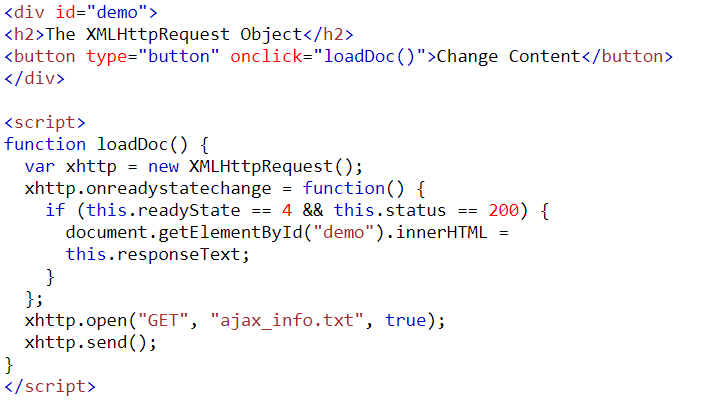 <div id="demo">
<h2>The XMLHttpRequest Object</h2>
<button type="button" onclick="loadDoc()">Change Content</button>
</div>

<script>
function loadDoc() {
  var xhttp = new XMLHttpRequest();
  xhttp.onreadystatechange = function() {
    if (this.readyState == 4 && this.status == 200) {
      document.getElementById("demo").innerHTML =
      this.responseText;
    }
  };
  xhttp.open("GET", "ajax_info.txt", true);
  xhttp.send();
}
</script>